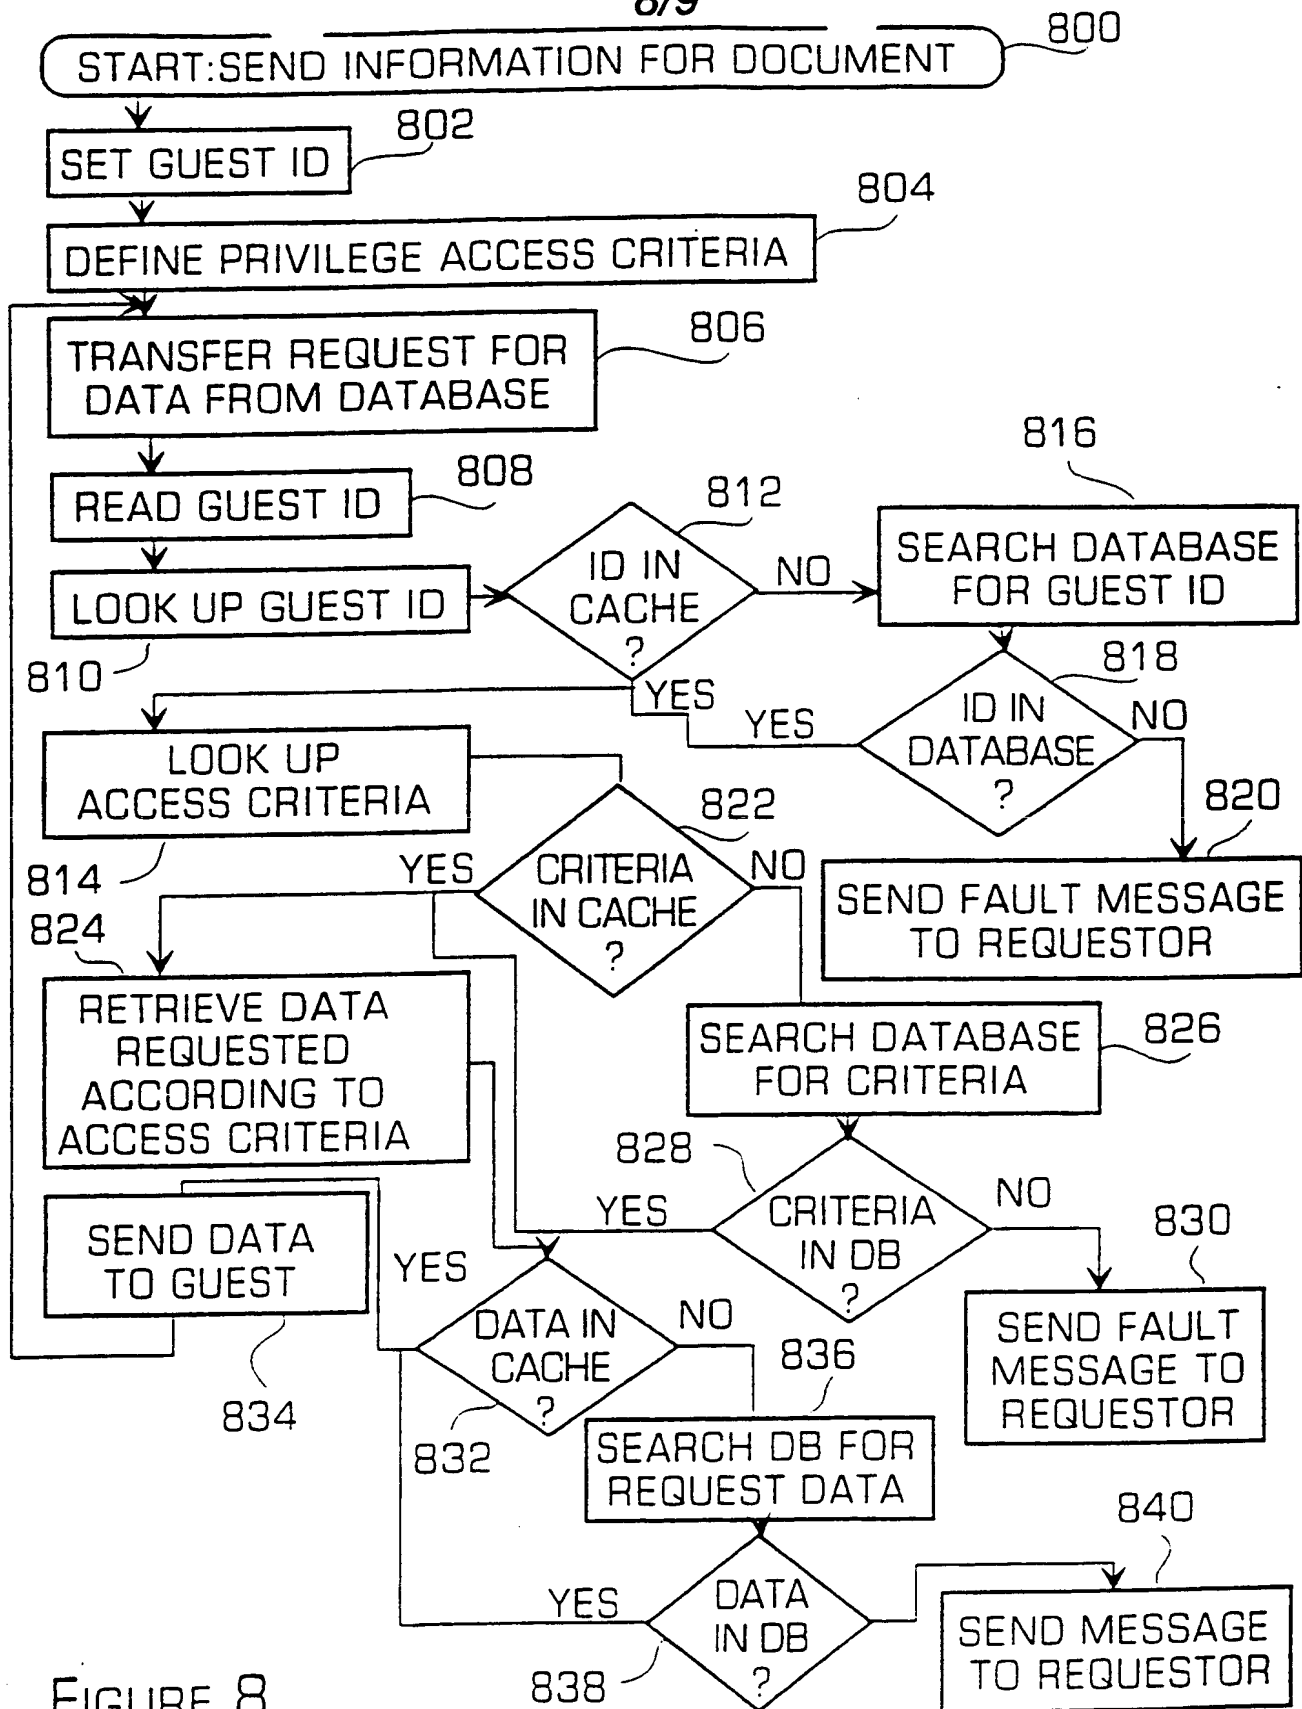 8/9
START:SEND INFORMATION FOR DOCUMENT
800
802
SET GUEST ID
804
DEFINE PRIVILEGE ACCESS CRITERIA
806
TRANSFER REQUEST FOR
DATA FROM DATABASE
808
READ GUEST ID
810
LOOK UP GUEST ID
812
ID IN
CACHE
?
NO
YES
816
SEARCH DATABASE
FOR GUEST ID
818
ID IN
DATABASE
?
YES
NO
820
SEND FAULT MESSAGE
TO REQUESTOR
LOOK UP
ACCESS CRITERIA
814
822
CRITERIA
IN CACHE
?
YES
NO
824
RETRIEVE DATA
REQUESTED
ACCORDING TO
ACCESS CRITERIA
826
SEARCH DATABASE
FOR CRITERIA
828
CRITERIA
IN DB
?
YES
NO
830
SEND FAULT
MESSAGE TO
REQUESTOR
SEND DATA
TO GUEST
834
YES
DATA IN
CACHE
?
NO
832
836
SEARCH DB FOR
REQUEST DATA
838
DATA
IN DB
?
YES
840
SEND MESSAGE
TO REQUESTOR
FIGURE 8